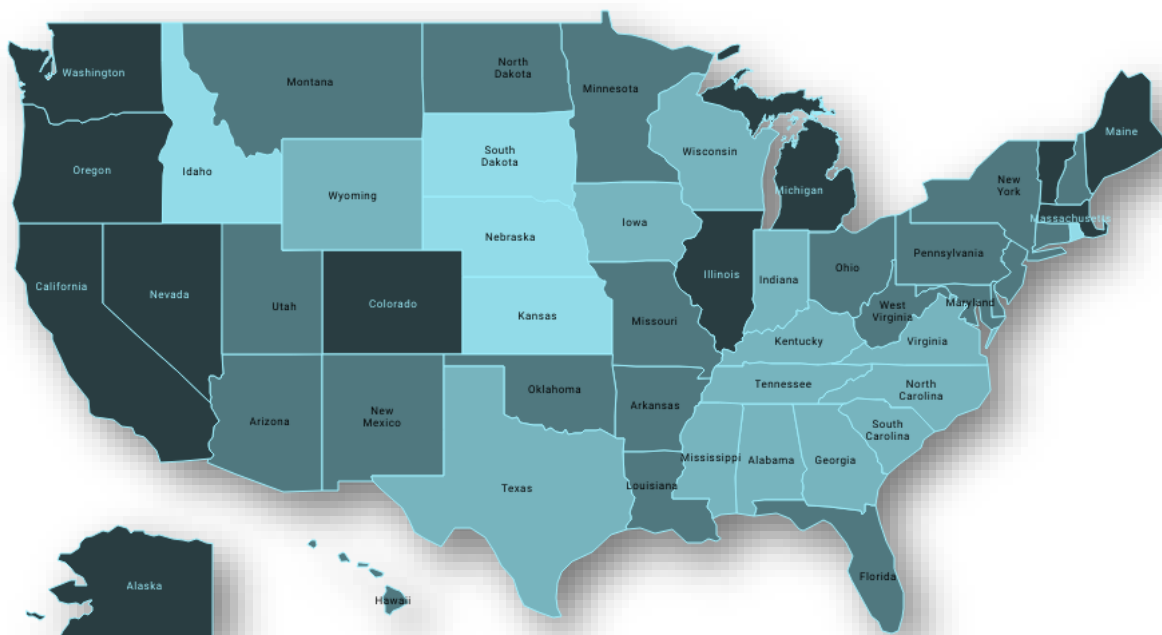 Washington
Montana
North
Dakota
Minnesota
Maine
Oregon
Idaho
South
Dakota
Wisconsin
Michigan
New
York
Wyoming
Massachusetts
Iowa
Nebraska
Pennsylvania
California
Nevada
Utah
Colorado
Illinois
Indiana
Ohio
Kansas
Missouri
West
Virginia
Maryland
Kentucky
Virginia
Tennessee
Oklahoma
North
Carolina
Arizona
New
Mexico
Arkansas
South
Carolina
Mississippi
Alabama
Georgia
Texas
Louisiana
Florida
Alaska
Hawaii